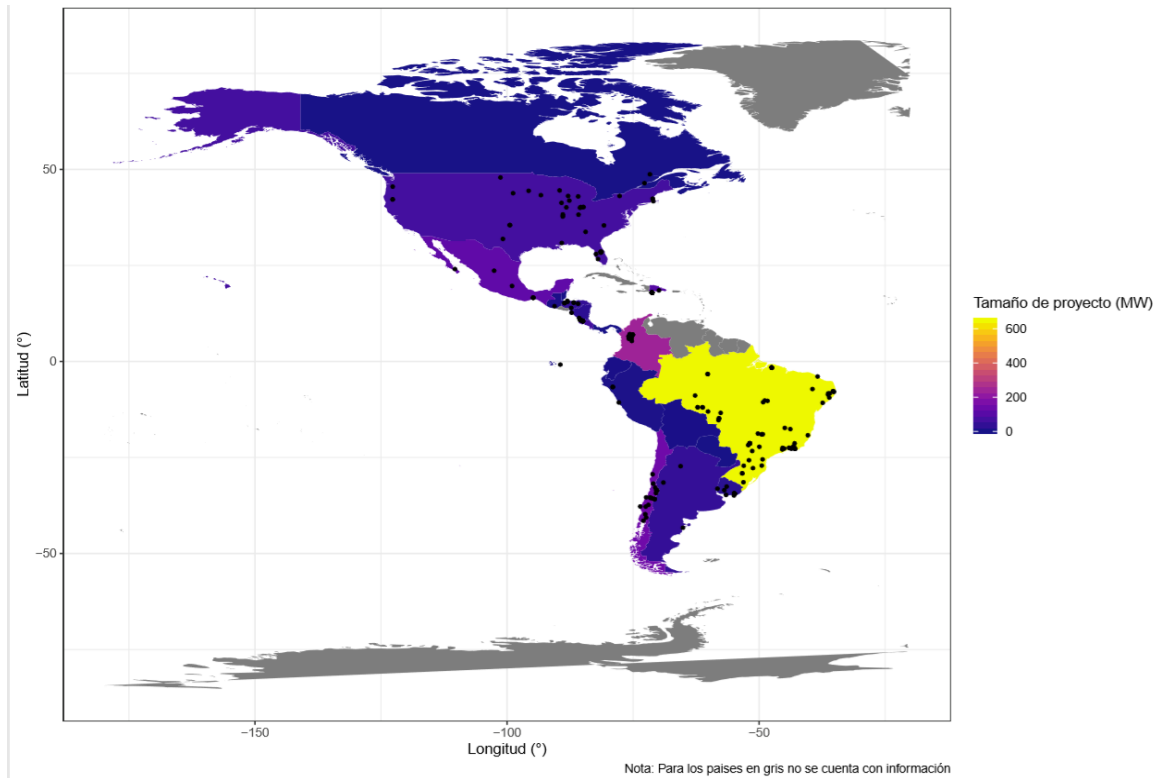 50
0
−50
Latitud (°)
−150
−100
−50
Longitud (°)
Tamaño de proyecto (MW)
600
400
200
0
Nota: Para los paises en gris no se cuenta con información